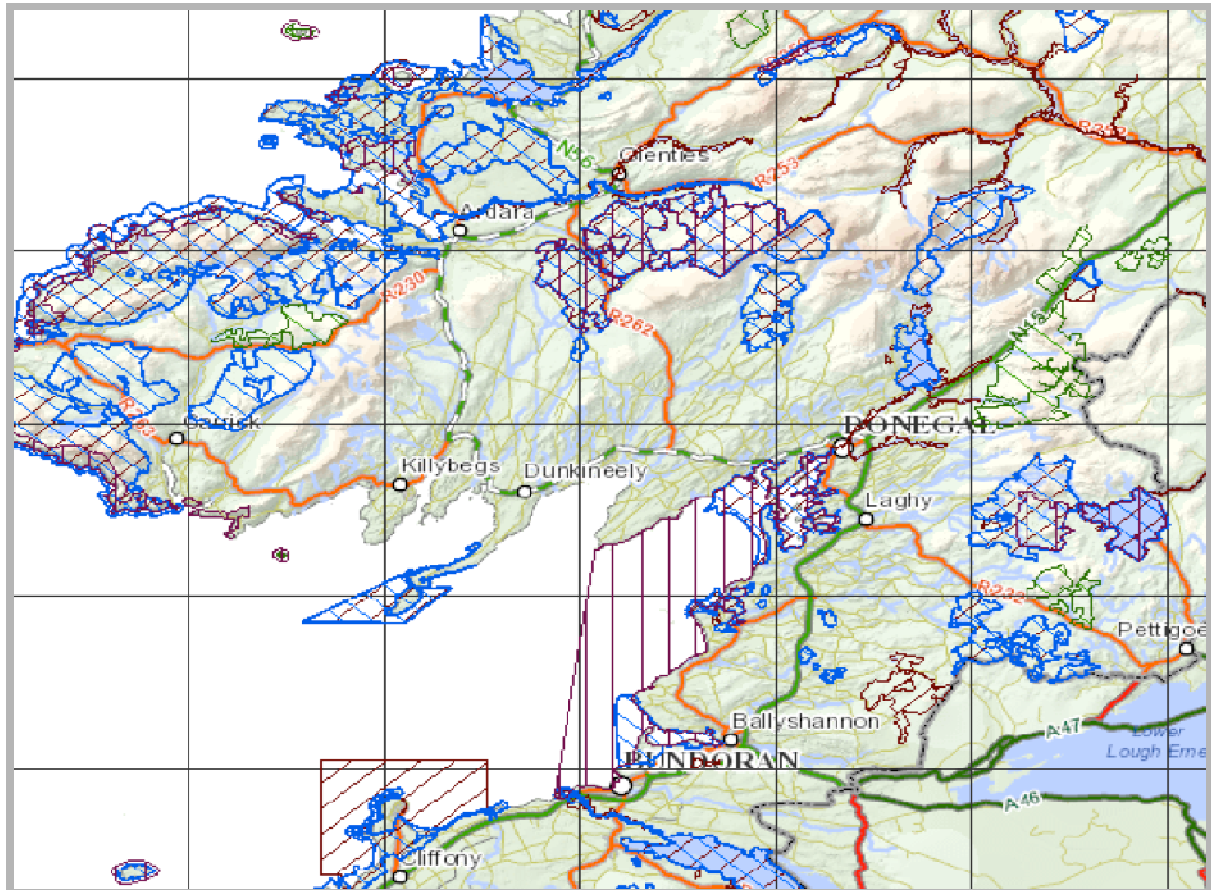 R250
N56
Glenties
R252
R253
Ardara
R230
R262
N15
R263
Carrick
DONEGAL
Killybegs
Dunkineely
Laghy
R232
Pettigoe
Ballyshannon
A47
Lower
Lough Erne
BUNDORAN
A46
Cliffony